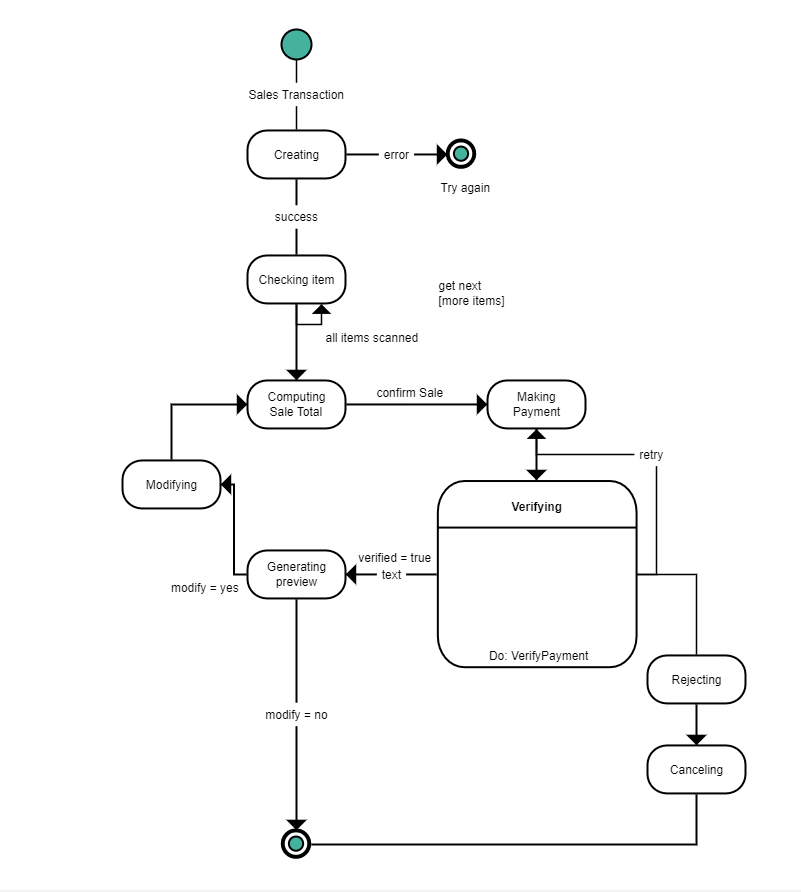 Sales Transaction
Creating
error
Try again
success
Checking item
get next
[more items]
all items scanned
Computing
Sale Total
confirm Sale
Making
Payment
retry
Modifying
Verifying
verified = true
text
Generating
preview
modify = yes
Do: VerifyPayment
Rejecting
modify = no
Canceling